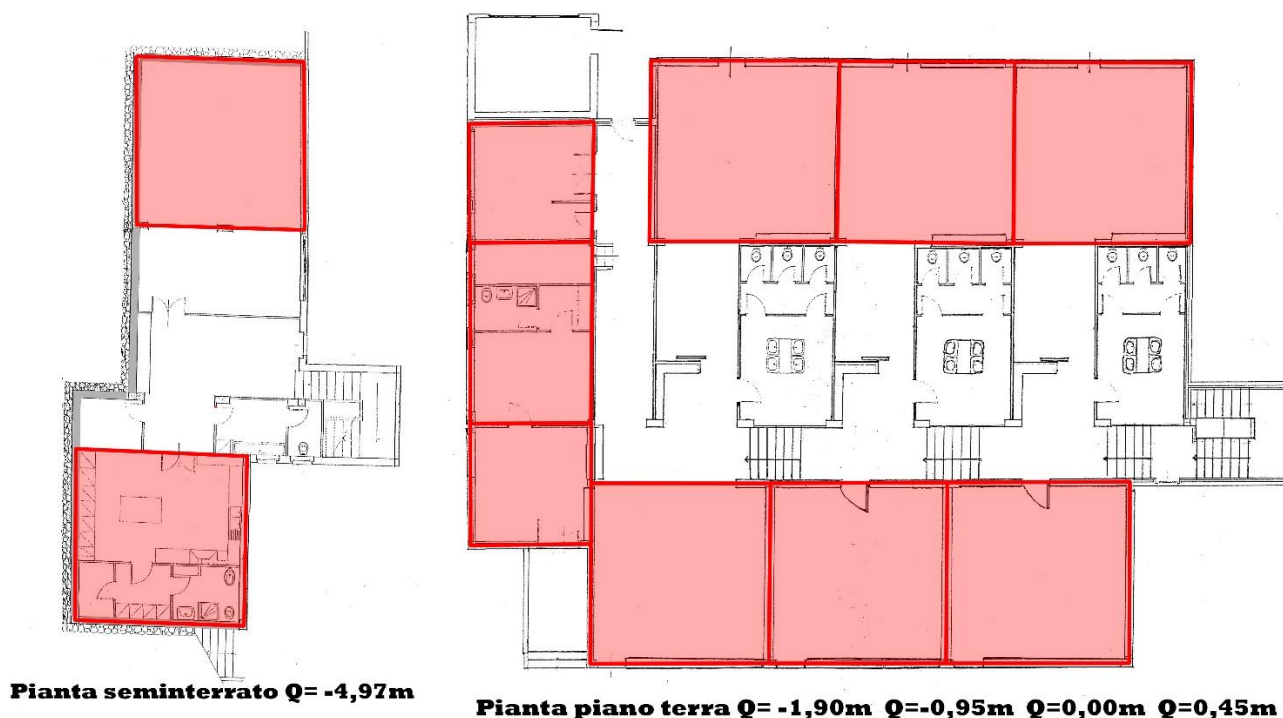 Pianta seminterrato Q= -4,97m
Pianta piano terra Q= -1,90m Q=-0,95m Q=0,00m Q=0,45m